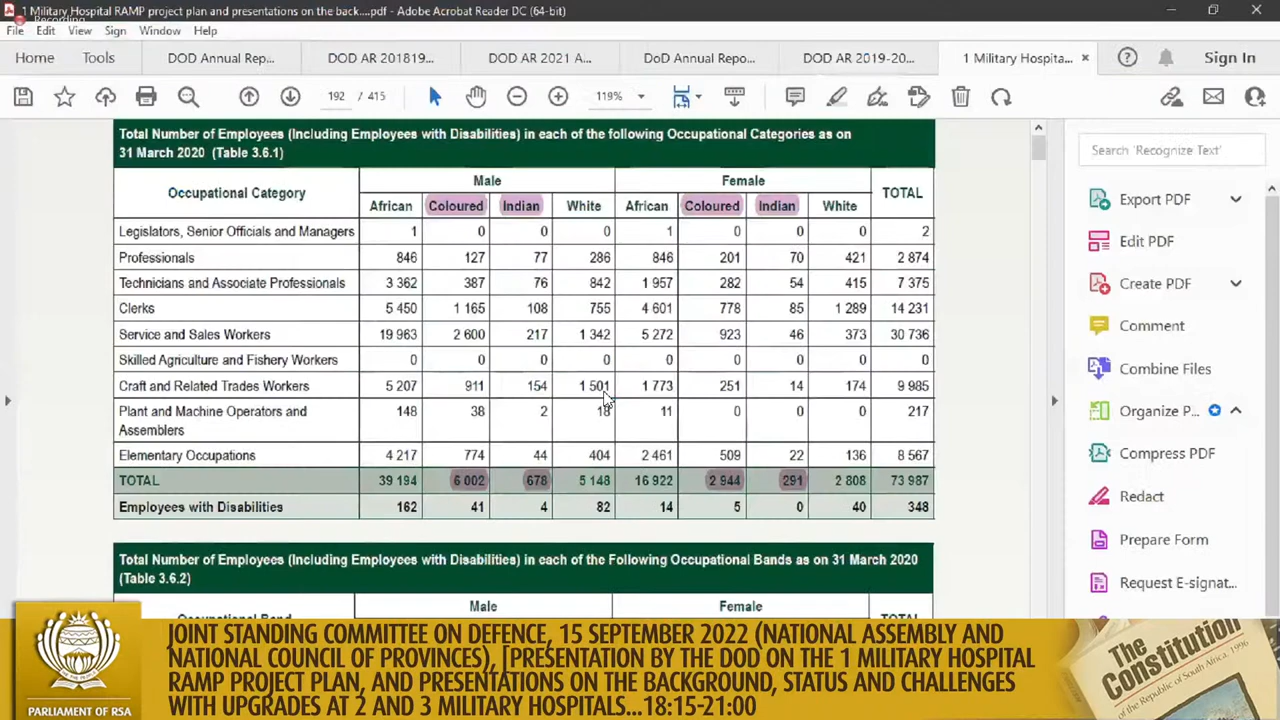 1 Military Hospital RAMP project plan and presentations on the back....pdf - Adobe Acrobat Reader DC (64-bit)
Recording
File Edit View Sign Window Help
Home Tools DOD Annual Rep... DOD AR 201819... DOD AR 2021 A... DoD Annual Repo... DOD AR 2019-20... 1 Military Hospita... Sign In
192 / 415 119%
Total Number of Employees (Including Employees with Disabilities) in each of the following Occupational Categories as on
31 March 2020 (Table 3.6.1)
Occupational Category Male Female TOTAL
African Coloured Indian White African Coloured Indian White
Legislators, Senior Officials and Managers 1 0 0 0 1 0 0 0 2
Professionals 846 127 77 286 846 201 70 421 2 874
Technicians and Associate Professionals 3 362 387 76 842 1 957 282 54 415 7 375
Clerks 5 450 1 165 108 755 4 601 778 85 1 289 14 231
Service and Sales Workers 19 963 2 600 217 1 342 5 272 923 46 373 30 736
Skilled Agriculture and Fishery Workers 0 0 0 0 0 0 0 0 0
Craft and Related Trades Workers 5 207 911 154 1 501 1 773 251 14 174 9 985
Plant and Machine Operators and
Assemblers 148 38 2 18 11 0 0 0 217
Elementary Occupations 4 217 774 44 404 2 461 509 22 136 8 567
TOTAL 39 194 6 002 678 5 148 16 922 2 944 291 2 808 73 987
Employees with Disabilities 162 41 4 82 14 5 0 40 348
Total Number of Employees (Including Employees with Disabilities) in each of the Following Occupational Bands as on 31 March 2020
(Table 3.6.2)
Occupational Band Male Female TOTAL
Search 'Recognize Text'
Export PDF
Edit PDF
Create PDF
Comment
Combine Files
Organize P...
Compress PDF
Redact
Prepare Form
Request E-signat...
PARLIAMENT OF RSA
JOINT STANDING COMMITTEE ON DEFENCE, 15 SEPTEMBER 2022 (NATIONAL ASSEMBLY AND
NATIONAL COUNCIL OF PROVINCES), [PRESENTATION BY THE DOD ON THE 1 MILITARY HOSPITAL
RAMP PROJECT PLAN, AND PRESENTATIONS ON THE BACKGROUND, STATUS AND CHALLENGES
WITH UPGRADES AT 2 AND 3 MILITARY HOSPITALS...18:15-21:00
The
Constitution
of the Republic of South Africa, 1996